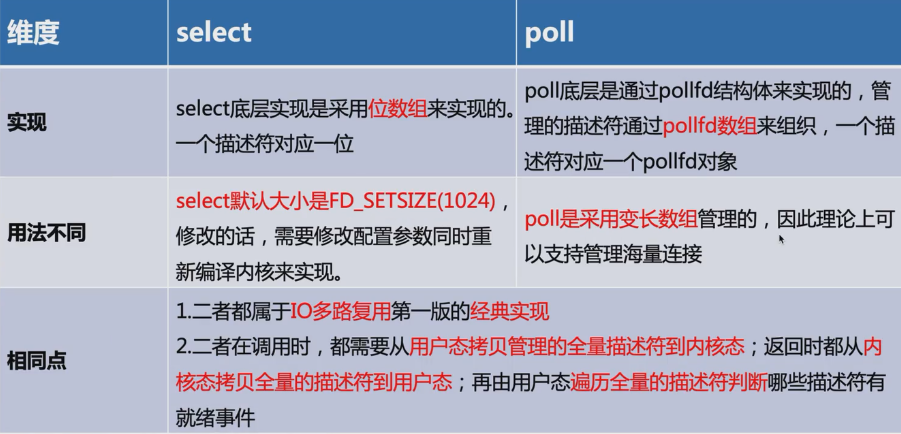 维度
select
poll
实现
select底层实现是采用位数组来实现的。
一个描述符对应一位
poll底层是通过pollfd结构体来实现的，管
理的描述符通过pollfd数组来组织，一个描
述符对应一个pollfd对象
用法不同
select默认大小是FD_SETSIZE(1024)，
修改的话，需要修改配置参数同时重
新编译内核来实现。
poll是采用变长数组管理的，因此理论上可
以支持管理海量连接
相同点
1.二者都属于IO多路复用第一版的经典实现
2.二者在调用时，都需要从用户态拷贝管理的全量描述符到内核态；返回时都从内
核态拷贝全量的描述符到用户态；再由用户态遍历全量的描述符判断哪些描述符有
就绪事件